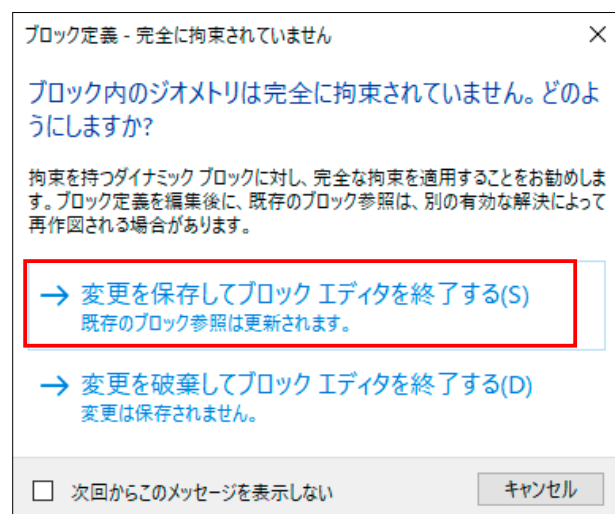 ブロック定義 - 完全に拘束されていません
ブロック内のジオメトリは完全に拘束されていません。どのよ
うにしますか?
拘束を持つダイナミック ブロックに対し、完全な拘束を適用することをお勧めしま
す。ブロック定義を編集後に、既存のブロック参照は、別の有効な解決によって
再作図される場合があります。
→ 変更を保存してブロック エディタを終了する(S)
既存のブロック参照は更新されます。
→ 変更を破棄してブロック エディタを終了する(D)
変更は保存されません。
次回からこのメッセージを表示しない
キャンセル